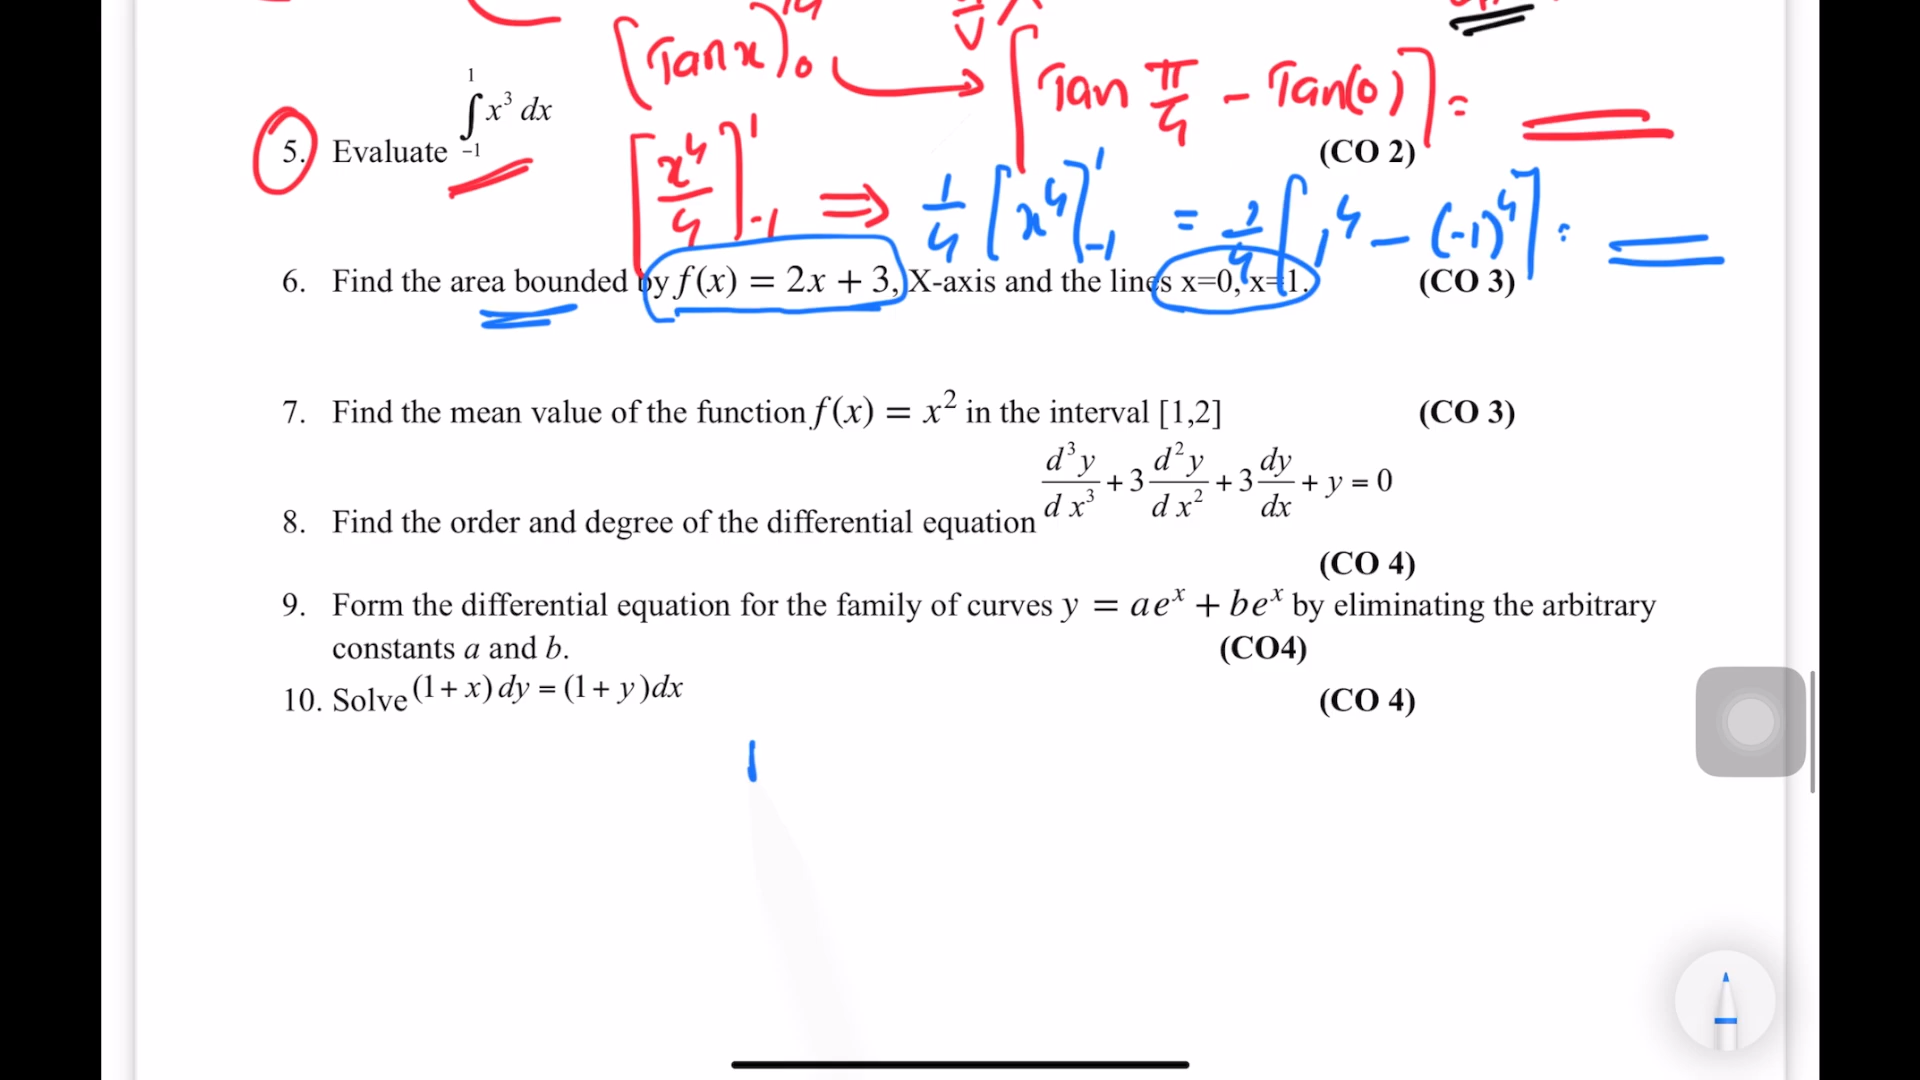 [Tan x]₀ → [Tan π/4 - Tan(0)] =
5. Evaluate ∫₋₁¹ x³ dx (CO 2)
[x⁴/4]₋₁¹ ⇒ 1/4 [x⁴]₋₁¹ = 1/4 [1⁴ - (-1)⁴] =
6. Find the area bounded by f(x) = 2x + 3, X-axis and the lines x=0, x=1. (CO 3)
7. Find the mean value of the function f(x) = x² in the interval [1,2] (CO 3)
8. Find the order and degree of the differential equation d³y/dx³ + 3 d²y/dx² + 3 dy/dx + y = 0
(CO 4)
9. Form the differential equation for the family of curves y = aeˣ + beˣ by eliminating the arbitrary
constants a and b. (CO4)
10. Solve (1 + x) dy = (1 + y)dx (CO 4)